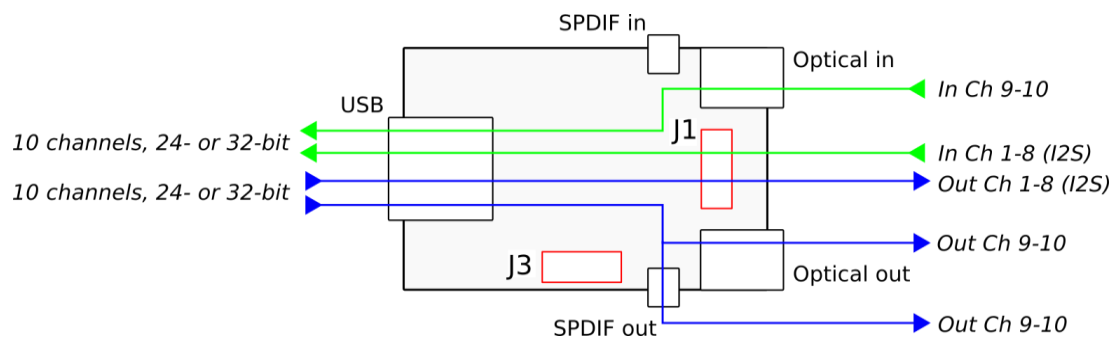 SPDIF in
Optical in
USB
In Ch 9-10
J1
10 channels, 24- or 32-bit
In Ch 1-8 (I2S)
Out Ch 1-8 (I2S)
10 channels, 24- or 32-bit
Out Ch 9-10
J3
Optical out
SPDIF out
Out Ch 9-10